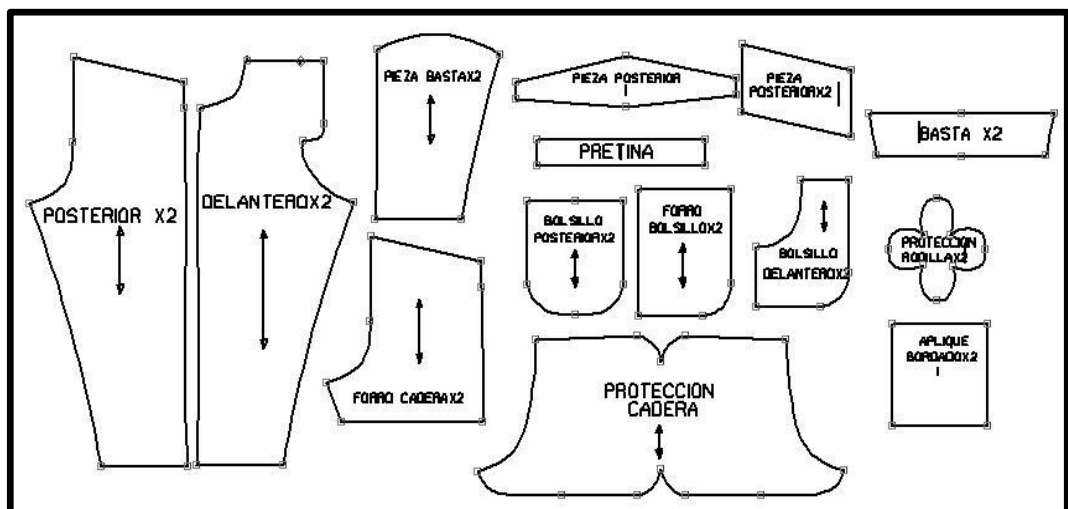 POSTERIOR X2
DELANTEROX2
PIEZA BASTAX2
FORRO CADERAX2
PIEZA POSTERIOR
PIEZA
POSTERIORX2
BASTA X2
PRETINA
BOLSILLO
POSTERIORX2
FORRO
BOLSILLOX2
BOLSILLO
DELANTEROX2
PROTECCION
RODILLAX2
PROTECCION
CADERA
APLIQUE
BORDADOX2